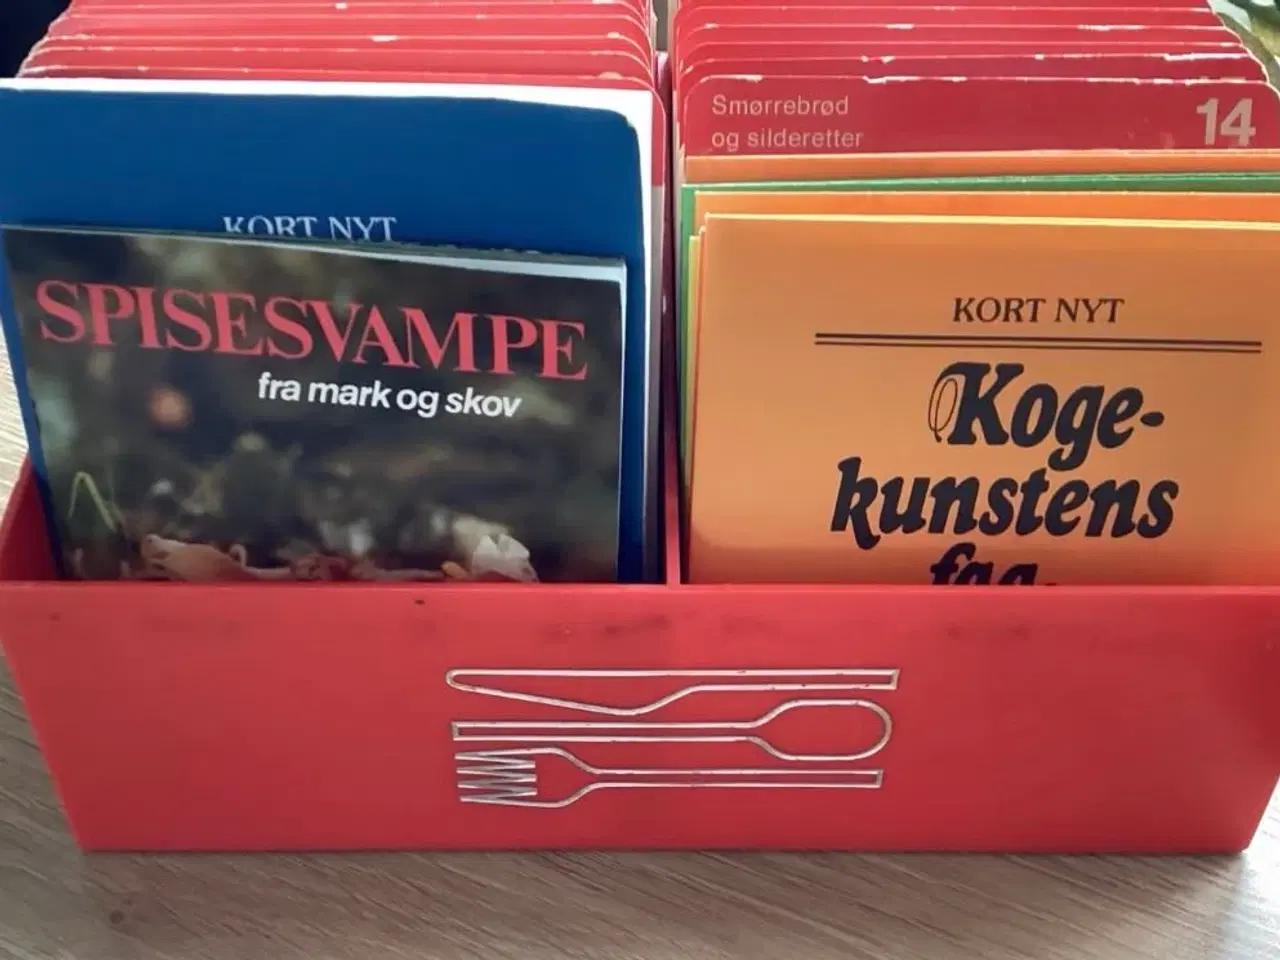 KORT NYT
SPISESVAMPE
fra mark og skov
Smørrebrød
og silderetter
14
KORT NYT
Koge-
kunstens